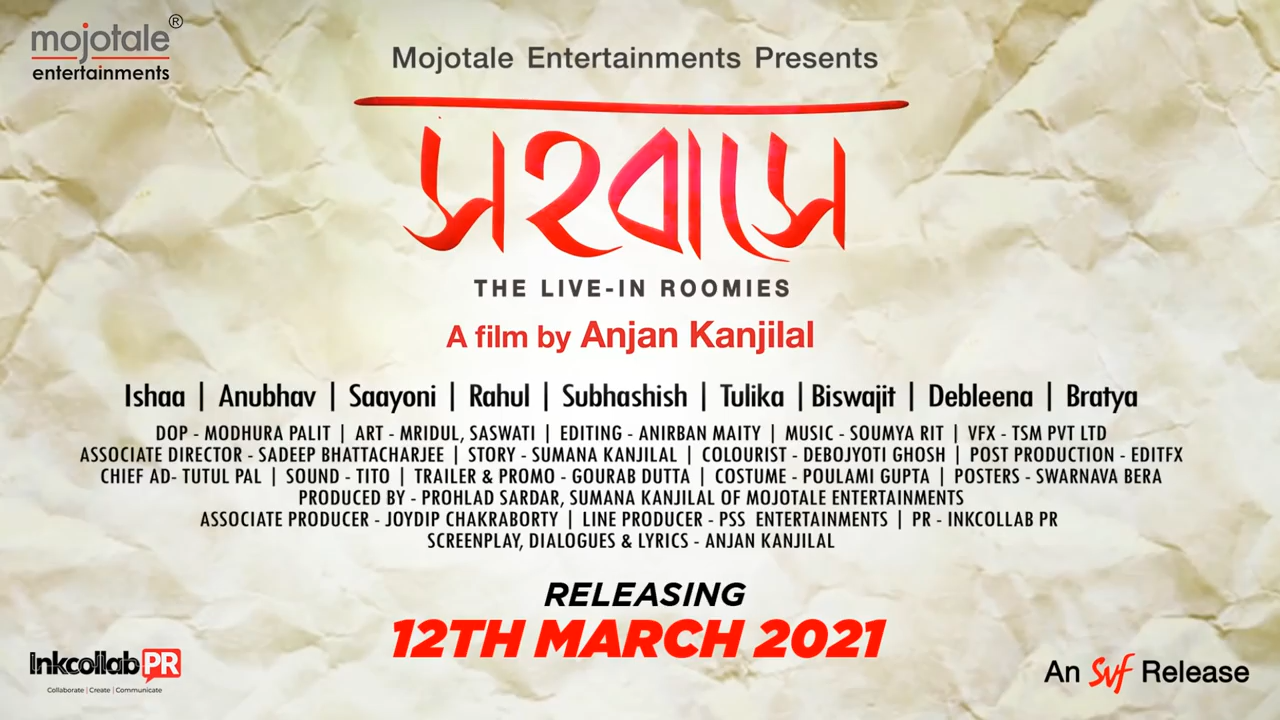 mojotale®
entertainments
Mojotale Entertainments Presents
সহবাসে
THE LIVE-IN ROOMIES
A film by Anjan Kanjilal
Ishaa | Anubhav | Saayoni | Rahul | Subhashish | Tulika | Biswajit | Debleena | Bratya
DOP - MODHURA PALIT | ART - MRIDUL, SASWATI | EDITING - ANIRBAN MAITY | MUSIC - SOUMYA RIT | VFX - TSM PVT LTD
ASSOCIATE DIRECTOR - SADEEP BHATTACHARJEE | STORY - SUMANA KANJILAL | COLOURIST - DEBOJYOTI GHOSH | POST PRODUCTION - EDITFX
CHIEF AD- TUTUL PAL | SOUND - TITO | TRAILER & PROMO - GOURAB DUTTA | COSTUME - POULAMI GUPTA | POSTERS - SWARNAVA BERA
PRODUCED BY - PROHLAD SARDAR, SUMANA KANJILAL OF MOJOTALE ENTERTAINMENTS
ASSOCIATE PRODUCER - JOYDIP CHAKRABORTY | LINE PRODUCER - PSS ENTERTAINMENTS | PR - INKCOLLAB PR
SCREENPLAY, DIALOGUES & LYRICS - ANJAN KANJILAL
RELEASING
12TH MARCH 2021
Inkcollab PR
Collaborate | Create | Communicate
An Svf Release